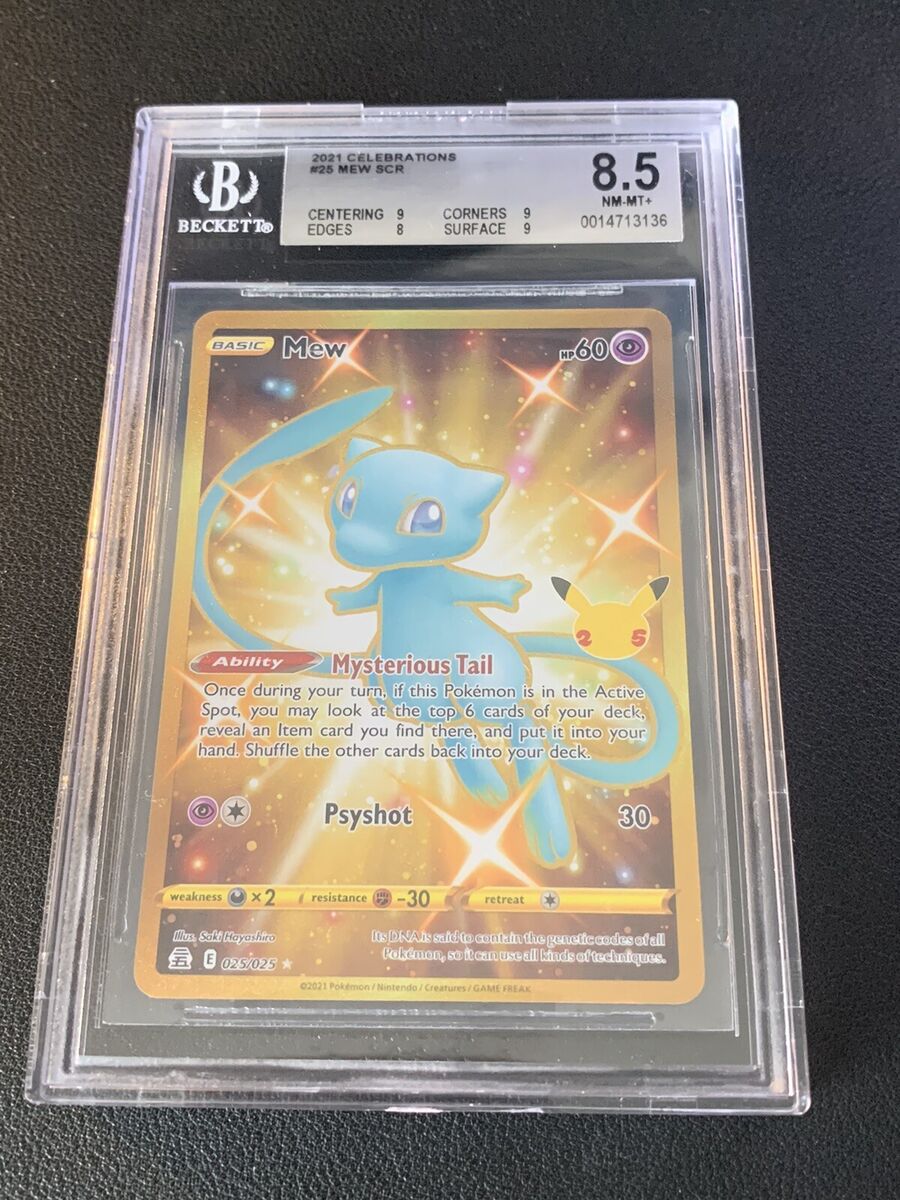 B
BECKETT®
2021 CELEBRATIONS
#25 MEW SCR
CENTERING 9 CORNERS 9
EDGES 8 SURFACE 9
8.5
NM-MT+
0014713136
BASIC Mew HP60
25
Ability Mysterious Tail
Once during your turn, if this Pokémon is in the Active
Spot, you may look at the top 6 cards of your deck,
reveal an Item card you find there, and put it into your
hand. Shuffle the other cards back into your deck.
Psyshot 30
weakness ×2 resistance -30 retreat
Illus. Saki Hayashiro
E 025/025 ★
Its DNA is said to contain the genetic codes of all
Pokémon, so it can use all kinds of techniques.
©2021 Pokémon / Nintendo / Creatures / GAME FREAK